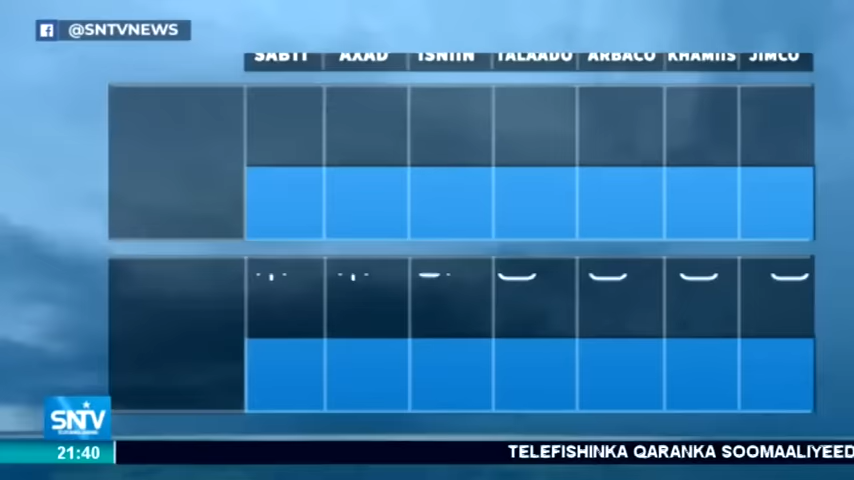 @SNTVNEWS
SABTI AXAD ISNIIN TALAADO ARBACO KHAMIIS JIMCO
SNTV
21:40 TELEFISHINKA QARANKA SOOMAALIYEED